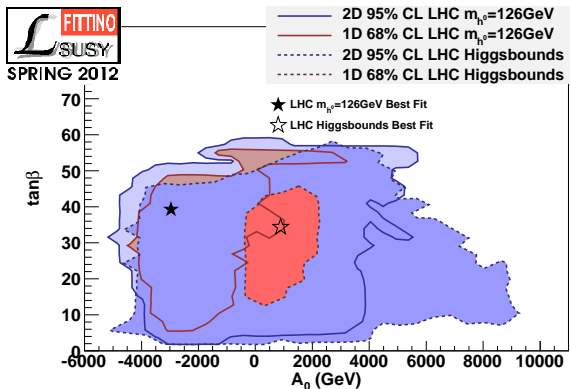 FITTINO
SUSY
SPRING 2012
2D 95% CL LHC m_h⁰=126GeV
1D 68% CL LHC m_h⁰=126GeV
2D 95% CL LHC Higgsbounds
1D 68% CL LHC Higgsbounds
LHC m_h⁰=126GeV Best Fit
LHC Higgsbounds Best Fit
tanβ
70
60
50
40
30
20
10
0
-6000 -4000 -2000 0 2000 4000 6000 8000 10000
A₀ (GeV)